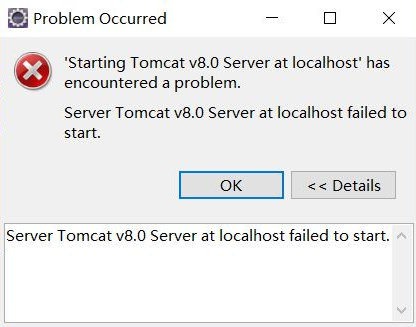 Problem Occurred
'Starting Tomcat v8.0 Server at localhost' has
encountered a problem.
Server Tomcat v8.0 Server at localhost failed to
start.
OK
<< Details
Server Tomcat v8.0 Server at localhost failed to start.